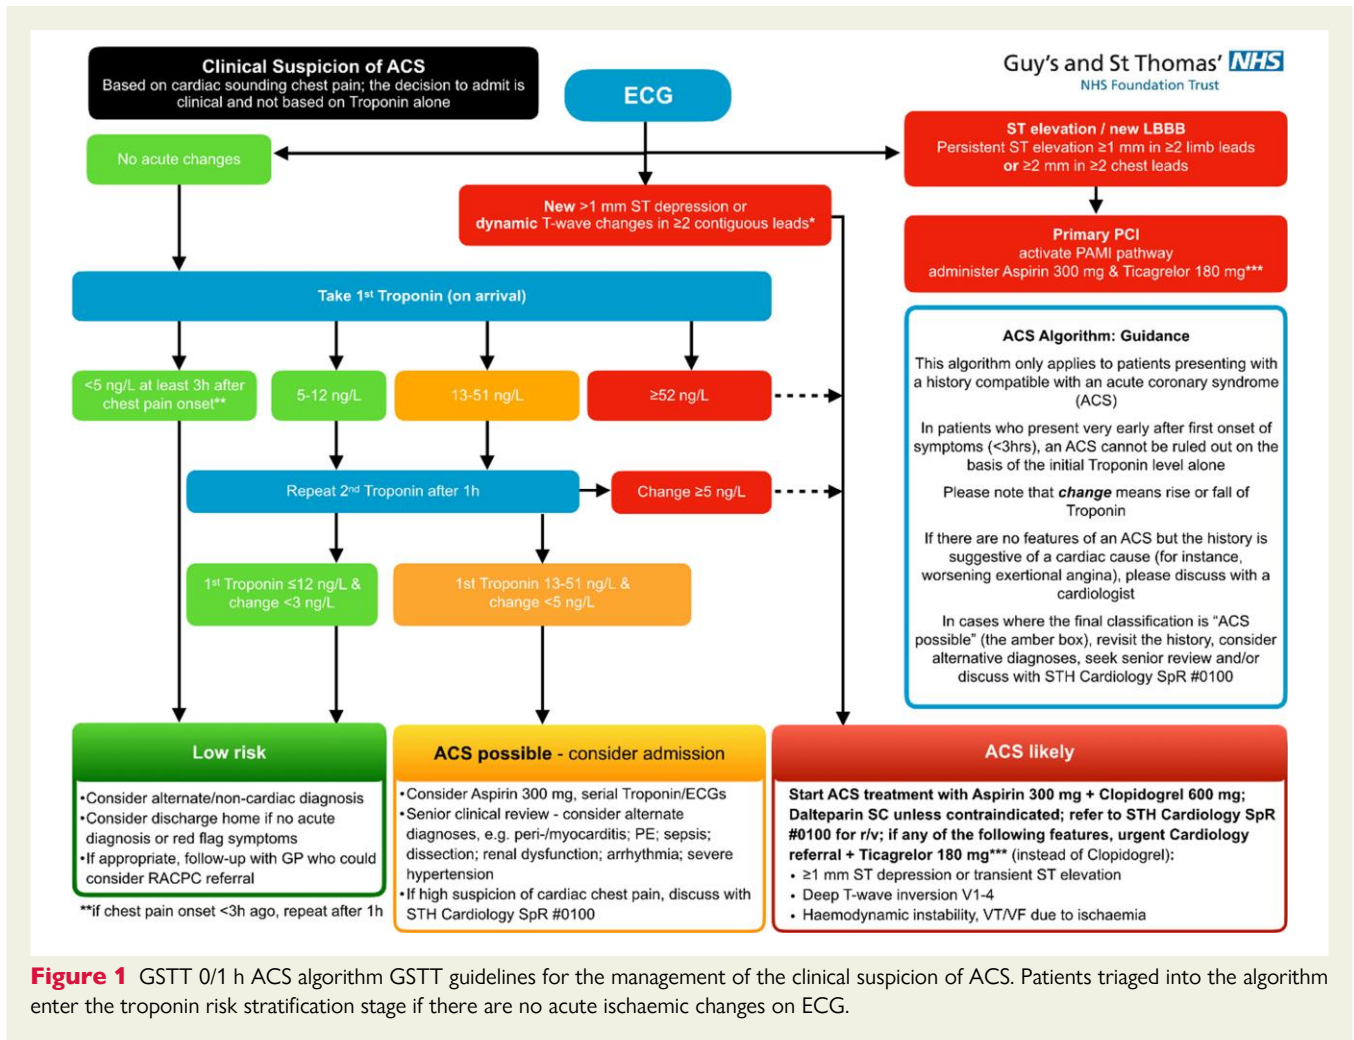 Clinical Suspicion of ACS
Based on cardiac sounding chest pain; the decision to admit is
clinical and not based on Troponin alone
ECG
Guy's and St Thomas' NHS
NHS Foundation Trust
No acute changes
ST elevation / new LBBB
Persistent ST elevation ≥1 mm in ≥2 limb leads
or ≥2 mm in ≥2 chest leads
New >1 mm ST depression or
dynamic T-wave changes in ≥2 contiguous leads*
Primary PCI
activate PAMI pathway
administer Aspirin 300 mg & Ticagrelor 180 mg***
Take 1st Troponin (on arrival)
<5 ng/L at least 3h after
chest pain onset**
5-12 ng/L
13-51 ng/L
≥52 ng/L
Repeat 2nd Troponin after 1h
Change ≥5 ng/L
1st Troponin ≤12 ng/L &
change <3 ng/L
1st Troponin 13-51 ng/L &
change <5 ng/L
ACS Algorithm: Guidance
This algorithm only applies to patients presenting with
a history compatible with an acute coronary syndrome
(ACS)
In patients who present very early after first onset of
symptoms (<3hrs), an ACS cannot be ruled out on the
basis of the initial Troponin level alone
Please note that change means rise or fall of
Troponin
If there are no features of an ACS but the history is
suggestive of a cardiac cause (for instance,
worsening exertional angina), please discuss with a
cardiologist
In cases where the final classification is "ACS
possible" (the amber box), revisit the history, consider
alternative diagnoses, seek senior review and/or
discuss with STH Cardiology SpR #0100
Low risk
•Consider alternate/non-cardiac diagnosis
•Consider discharge home if no acute
diagnosis or red flag symptoms
•If appropriate, follow-up with GP who could
consider RACPC referral
**if chest pain onset <3h ago, repeat after 1h
ACS possible - consider admission
•Consider Aspirin 300 mg, serial Troponin/ECGs
•Senior clinical review - consider alternate
diagnoses, e.g. peri-/myocarditis; PE; sepsis;
dissection; renal dysfunction; arrhythmia; severe
hypertension
•If high suspicion of cardiac chest pain, discuss with
STH Cardiology SpR #0100
ACS likely
Start ACS treatment with Aspirin 300 mg + Clopidogrel 600 mg;
Dalteparin SC unless contraindicated; refer to STH Cardiology SpR
#0100 for r/v; if any of the following features, urgent Cardiology
referral + Ticagrelor 180 mg*** (instead of Clopidogrel):
• ≥1 mm ST depression or transient ST elevation
• Deep T-wave inversion V1-4
• Haemodynamic instability, VT/VF due to ischaemia
Figure 1 GSTT 0/1 h ACS algorithm GSTT guidelines for the management of the clinical suspicion of ACS. Patients triaged into the algorithm
enter the troponin risk stratification stage if there are no acute ischaemic changes on ECG.